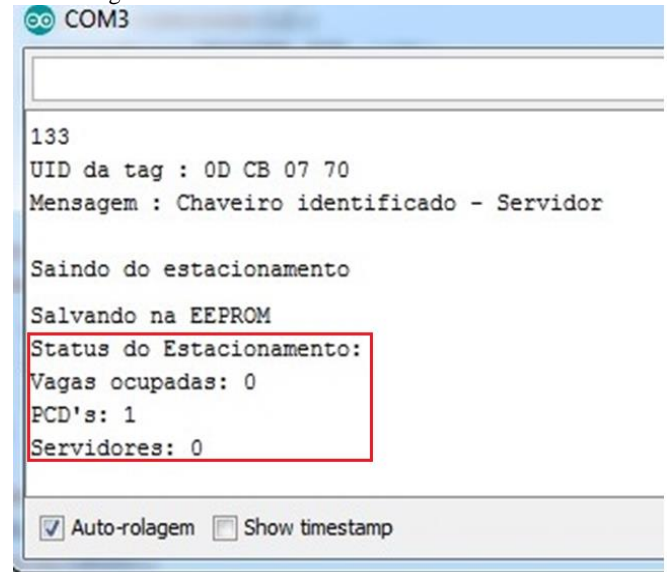 COM3
133
UID da tag : 0D CB 07 70
Mensagem : Chaveiro identificado - Servidor
Saindo do estacionamento
Salvando na EEPROM
Status do Estacionamento:
Vagas ocupadas: 0
PCD's: 1
Servidores: 0
Auto-rolagem Show timestamp